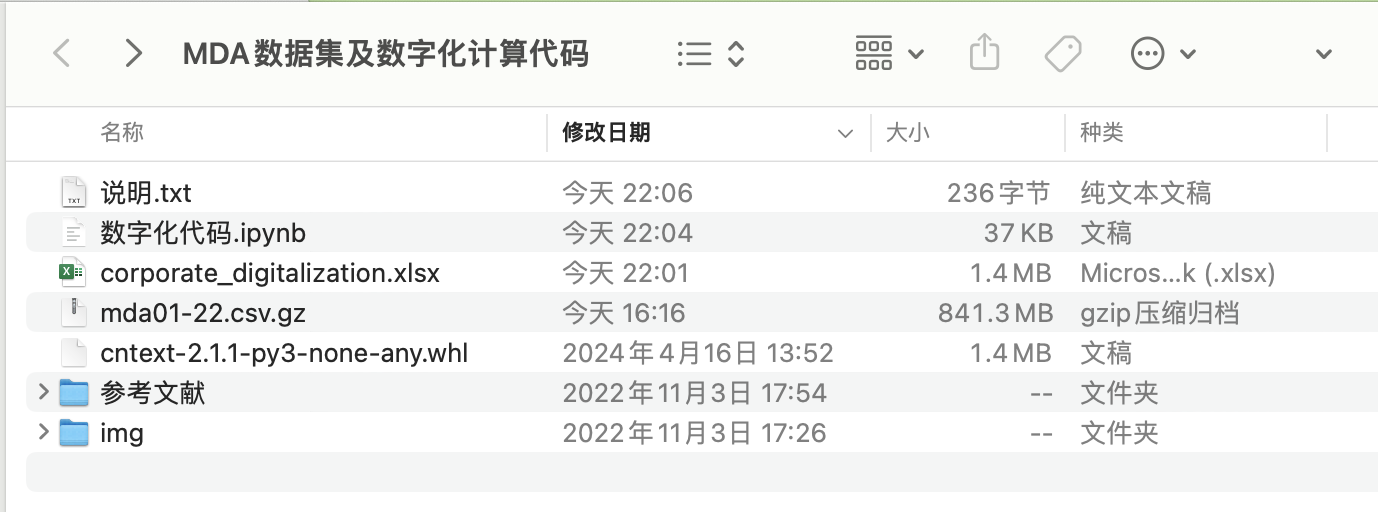 MDA数据集及数字化计算代码
名称 修改日期 大小 种类
TXT
说明.txt 今天 22:06 236字节 纯文本文稿
数字化代码.ipynb 今天 22:04 37 KB 文稿
X
corporate_digitalization.xlsx 今天 22:01 1.4 MB Micros...k (.xlsx)
mda01-22.csv.gz 今天 16:16 841.3 MB gzip压缩归档
cntext-2.1.1-py3-none-any.whl 2024年4月16日 13:52 1.4 MB 文稿
参考文献 2022年11月3日 17:54 -- 文件夹
img 2022年11月3日 17:26 -- 文件夹